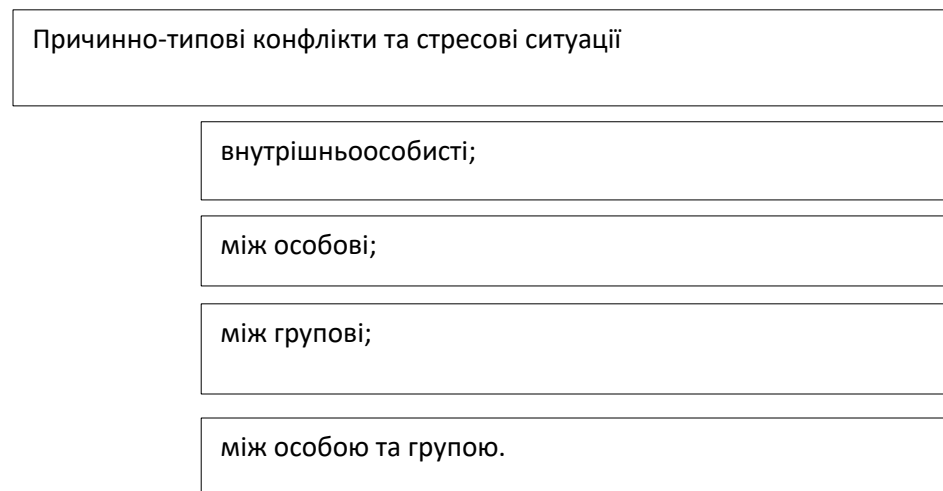 Причинно-типові конфлікти та стресові ситуації
внутрішньоособисті;
між особові;
між групові;
між особою та групою.